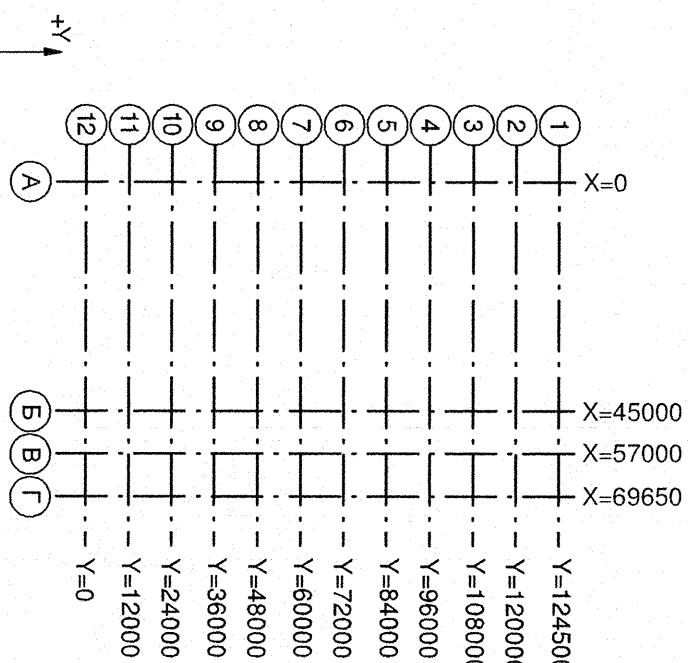 +Y
12 11 10 9 8 7 6 5 4 3 2 1
А X=0
Б X=45000
В X=57000
Г X=69650
Y=0
Y=12000
Y=24000
Y=36000
Y=48000
Y=60000
Y=72000
Y=84000
Y=96000
Y=108000
Y=120000
Y=124500